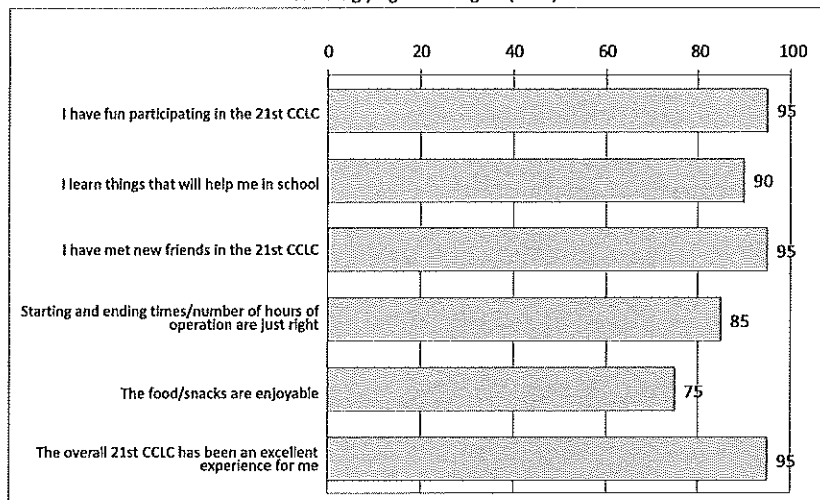 0 20 40 60 80 100
I have fun participating in the 21st CCLC 95
I learn things that will help me in school 90
I have met new friends in the 21st CCLC 95
Starting and ending times/number of hours of
operation are just right 85
The food/snacks are enjoyable 75
The overall 21st CCLC has been an excellent
experience for me 95